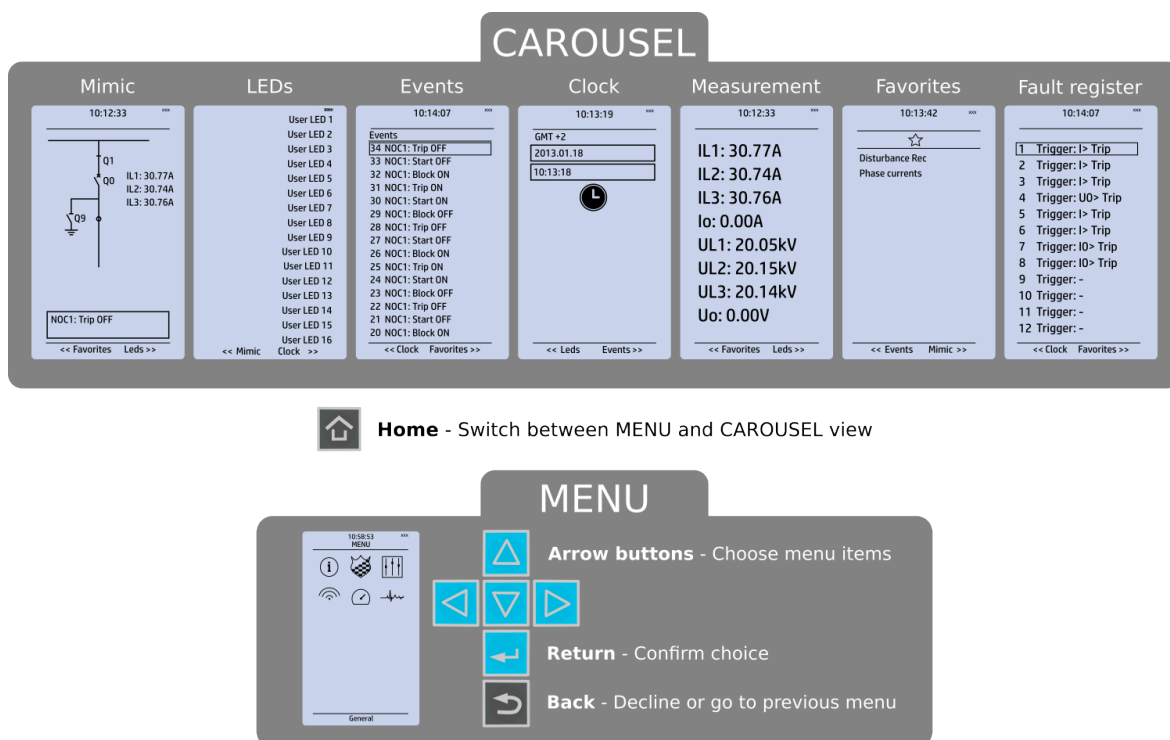 CAROUSEL
Mimic
LEDs
Events
Clock
Measurement
Favorites
Fault register
10:12:33 xxx
Q1
Q0
IL1: 30.77A
IL2: 30.74A
IL3: 30.76A
Q9
NOC1: Trip OFF
<< Favorites Leds >>
xxx
User LED 1
User LED 2
User LED 3
User LED 4
User LED 5
User LED 6
User LED 7
User LED 8
User LED 9
User LED 10
User LED 11
User LED 12
User LED 13
User LED 14
User LED 15
User LED 16
<< Mimic Clock >>
10:14:07 xxx
Events
34 NOC1: Trip OFF
33 NOC1: Start OFF
32 NOC1: Block ON
31 NOC1: Trip ON
30 NOC1: Start ON
29 NOC1: Block OFF
28 NOC1: Trip OFF
27 NOC1: Start OFF
26 NOC1: Block ON
25 NOC1: Trip ON
24 NOC1: Start ON
23 NOC1: Block OFF
22 NOC1: Trip OFF
21 NOC1: Start OFF
20 NOC1: Block ON
<< Clock Favorites >>
10:13:19 xxx
GMT +2
2013.01.18
10:13:18
<< Leds Events >>
10:12:33 xxx
IL1: 30.77A
IL2: 30.74A
IL3: 30.76A
Io: 0.00A
UL1: 20.05kV
UL2: 20.15kV
UL3: 20.14kV
Uo: 0.00V
<< Favorites Leds >>
10:13:42 xxx
Disturbance Rec
Phase currents
<< Events Mimic >>
10:14:07 xxx
1 Trigger: I> Trip
2 Trigger: I> Trip
3 Trigger: I> Trip
4 Trigger: U0> Trip
5 Trigger: I> Trip
6 Trigger: I> Trip
7 Trigger: I0> Trip
8 Trigger: I0> Trip
9 Trigger: -
10 Trigger: -
11 Trigger: -
12 Trigger: -
<< Clock Favorites >>
Home - Switch between MENU and CAROUSEL view
MENU
10:58:53 xxx
MENU
General
Arrow buttons - Choose menu items
Return - Confirm choice
Back - Decline or go to previous menu